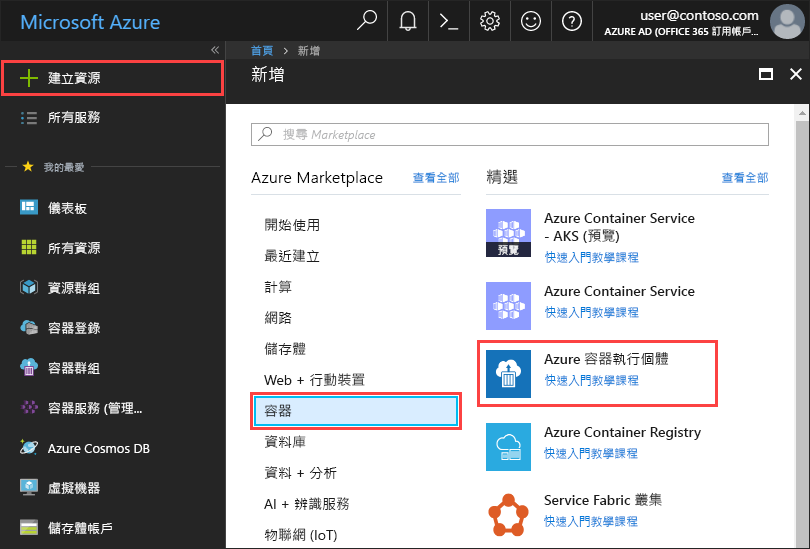 Microsoft Azure
user@contoso.com
AZURE AD (OFFICE 365 訂用帳戶...
建立資源
所有服務
我的最愛
儀表板
所有資源
資源群組
容器登錄
容器群組
容器服務 (管理...
Azure Cosmos DB
虛擬機器
儲存體帳戶
首頁 > 新增
新增
搜尋 Marketplace
Azure Marketplace 查看全部
開始使用
最近建立
計算
網路
儲存體
Web + 行動裝置
容器
資料庫
資料 + 分析
AI + 辨識服務
物聯網 (IoT)
精選 查看全部
預覽
Azure Container Service
- AKS (預覽)
快速入門教學課程
Azure Container Service
快速入門教學課程
Azure 容器執行個體
快速入門教學課程
Azure Container Registry
快速入門教學課程
Service Fabric 叢集
快速入門教學課程